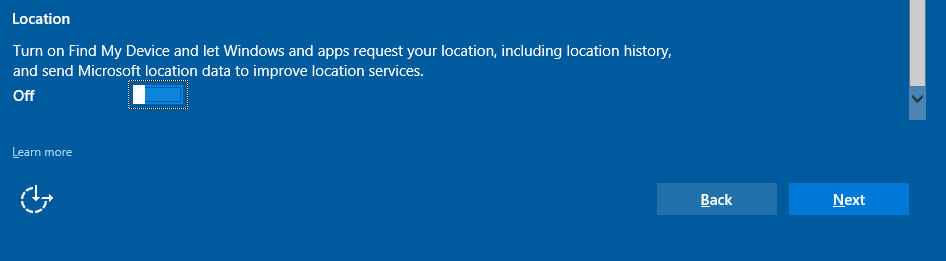 Location
Turn on Find My Device and let Windows and apps request your location, including location history,
and send Microsoft location data to improve location services.
Off
Learn more
Back
Next